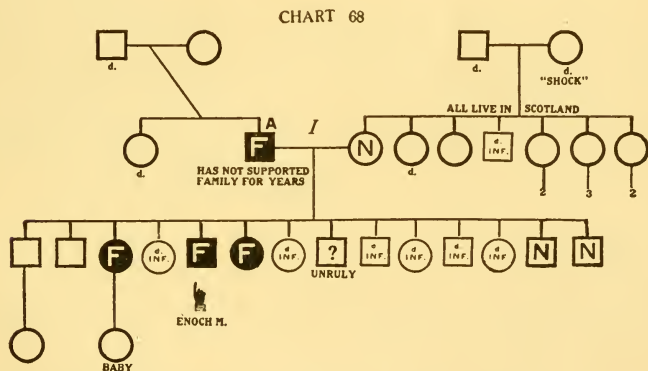 CHART 68
d.
d.
d.
"SHOCK"
ALL LIVE IN SCOTLAND
A
I
d.
F
N
d.
d.
INF.
HAS NOT SUPPORTED
FAMILY FOR YEARS
2
3
2
F
d.
INF.
F
F
d.
INF.
?
d.
INF.
d.
INF.
d.
INF.
d.
INF.
N
N
UNRULY
ENOCH M.
BABY